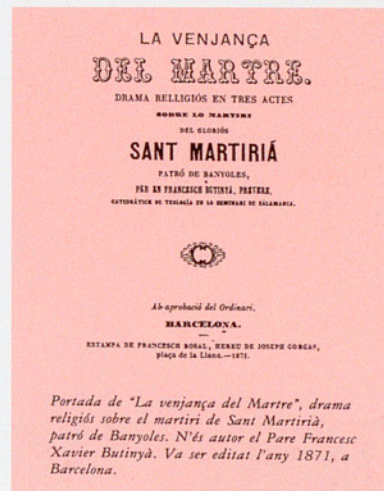 LA VENJANÇA
DEL MARTRE.
DRAMA RELLIGIÓS EN TRES ACTES
SOBRE LO MARTIRI
DEL GLORIÓS
SANT MARTIRIÁ
PATRÓ DE BANYOLES,
PER EN FRANCESCH BUTINYÁ, PREVERE,
CATEDRÁTICH DE TEOLOGÍA EN LO SEMINARI DE SALAMANCA.
Ab aprobació del Ordinari.
BARCELONA.
ESTAMPA DE FRANCESCH ROSAL, HEREU DE JOSEPH GORGAS,
plaça de la Llana.—1871.
Portada de "La venjança del Martre", drama
religiós sobre el martiri de Sant Martirià,
patró de Banyoles. N'és autor el Pare Francesc
Xavier Butinyà. Va ser editat l'any 1871, a
Barcelona.